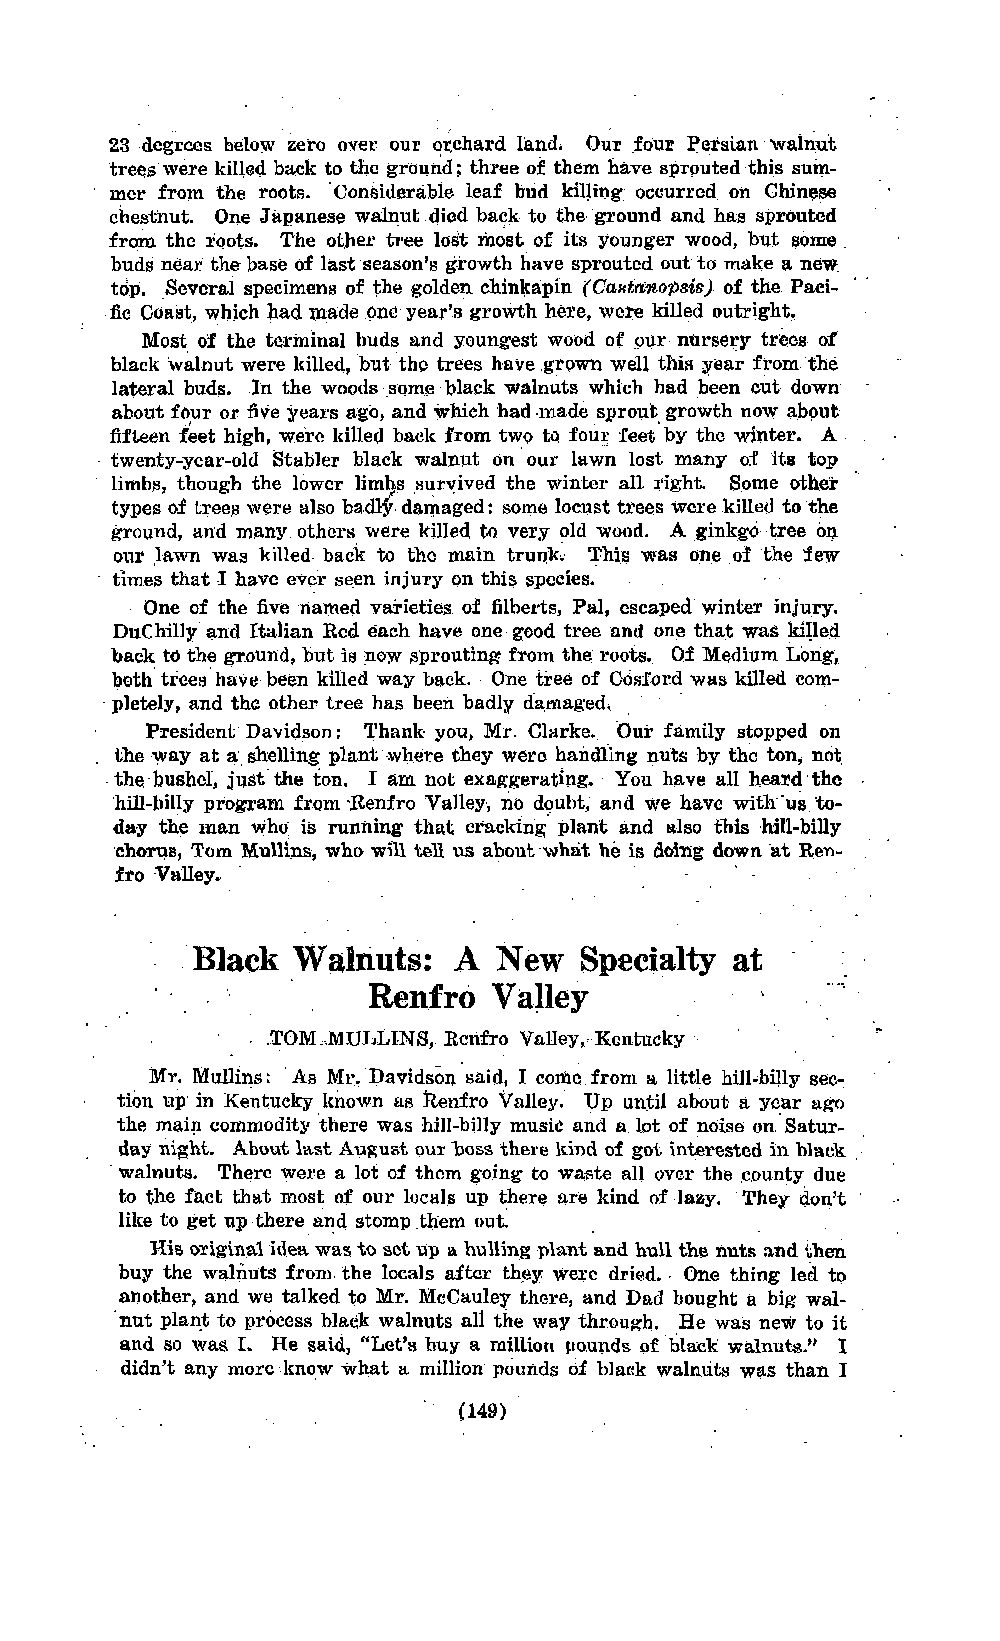 23 degrees below zero over our orchard land. Our four Persian walnut
trees were killed back to the ground; three of them have sprouted this sum-
mer from the roots. Considerable leaf bud killing occurred on Chinese
chestnut. One Japanese walnut died back to the ground and has sprouted
from the roots. The other tree lost most of its younger wood, but some
buds near the base of last season's growth have sprouted out to make a new
top. Several specimens of the golden chinkapin (Castanopsis) of the Paci-
fic Coast, which had made one year's growth here, were killed outright.
Most of the terminal buds and youngest wood of our nursery trees of
black walnut were killed, but the trees have grown well this year from the
lateral buds. In the woods some black walnuts which had been cut down
about four or five years ago, and which had made sprout growth now about
fifteen feet high, were killed back from two to four feet by the winter. A
twenty-year-old Stabler black walnut on our lawn lost many of its top
limbs, though the lower limbs survived the winter all right. Some other
types of trees were also badly damaged: some locust trees were killed to the
ground, and many others were killed to very old wood. A ginkgo tree on
our lawn was killed back to the main trunk. This was one of the few
times that I have ever seen injury on this species.
One of the five named varieties of filberts, Pal, escaped winter injury.
DuChilly and Italian Red each have one good tree and one that was killed
back to the ground, but is now sprouting from the roots. Of Medium Long,
both trees have been killed way back. One tree of Cosford was killed com-
pletely, and the other tree has been badly damaged.
President Davidson: Thank you, Mr. Clarke. Our family stopped on
the way at a shelling plant where they were handling nuts by the ton, not
the bushel, just the ton. I am not exaggerating. You have all heard the
hill-billy program from Renfro Valley, no doubt, and we have with us to-
day the man who is running that cracking plant and also this hill-billy
chorus, Tom Mullins, who will tell us about what he is doing down at Ren-
fro Valley.
Black Walnuts: A New Specialty at
Renfro Valley
TOM MULLINS, Renfro Valley, Kentucky
Mr. Mullins: As Mr. Davidson said, I come from a little hill-billy sec-
tion up in Kentucky known as Renfro Valley. Up until about a year ago
the main commodity there was hill-billy music and a lot of noise on Satur-
day night. About last August our boss there kind of got interested in black
walnuts. There were a lot of them going to waste all over the county due
to the fact that most of our locals up there are kind of lazy. They don't
like to get up there and stomp them out.
His original idea was to set up a hulling plant and hull the nuts and then
buy the walnuts from the locals after they were dried. One thing led to
another, and we talked to Mr. McCauley there, and Dad bought a big wal-
nut plant to process black walnuts all the way through. He was new to it
and so was I. He said, "Let's buy a million pounds of black walnuts." I
didn't any more know what a million pounds of black walnuts was than I
(149)